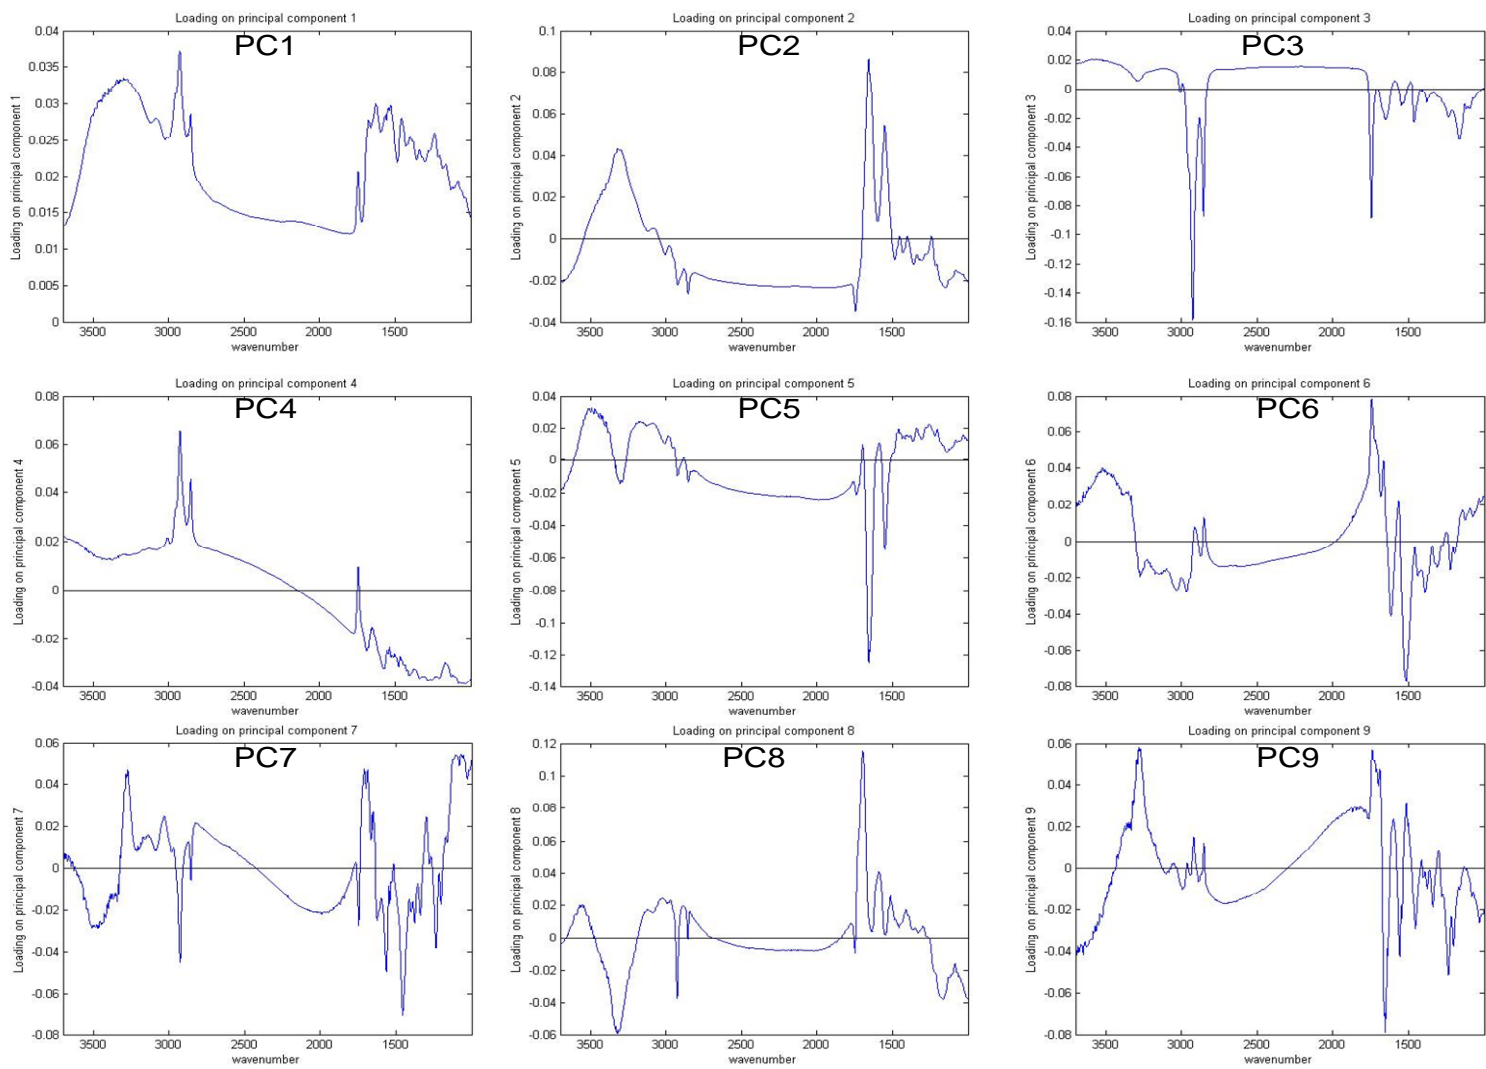 Loading on principal component 1
PC1
0.04
0.035
0.03
0.025
0.02
0.015
0.01
0.005
0
Loading on principal component 1
3500 3000 2500 2000 1500
wavenumber
Loading on principal component 2
PC2
0.1
0.08
0.06
0.04
0.02
0
-0.02
-0.04
Loading on principal component 2
3500 3000 2500 2000 1500
wavenumber
Loading on principal component 3
PC3
0.04
0.02
0
-0.02
-0.04
-0.06
-0.08
-0.1
-0.12
-0.14
-0.16
Loading on principal component 3
3500 3000 2500 2000 1500
wavenumber
Loading on principal component 4
PC4
0.08
0.06
0.04
0.02
0
-0.02
-0.04
Loading on principal component 4
3500 3000 2500 2000 1500
wavenumber
Loading on principal component 5
PC5
0.04
0.02
0
-0.02
-0.04
-0.06
-0.08
-0.1
-0.12
-0.14
Loading on principal component 5
3500 3000 2500 2000 1500
wavenumber
Loading on principal component 6
PC6
0.08
0.06
0.04
0.02
0
-0.02
-0.04
-0.06
-0.08
Loading on principal component 6
3500 3000 2500 2000 1500
wavenumber
Loading on principal component 7
PC7
0.06
0.04
0.02
0
-0.02
-0.04
-0.06
-0.08
Loading on principal component 7
3500 3000 2500 2000 1500
wavenumber
Loading on principal component 8
PC8
0.12
0.1
0.08
0.06
0.04
0.02
0
-0.02
-0.04
-0.06
Loading on principal component 8
3500 3000 2500 2000 1500
wavenumber
Loading on principal component 9
PC9
0.06
0.04
0.02
0
-0.02
-0.04
-0.06
-0.08
Loading on principal component 9
3500 3000 2500 2000 1500
wavenumber